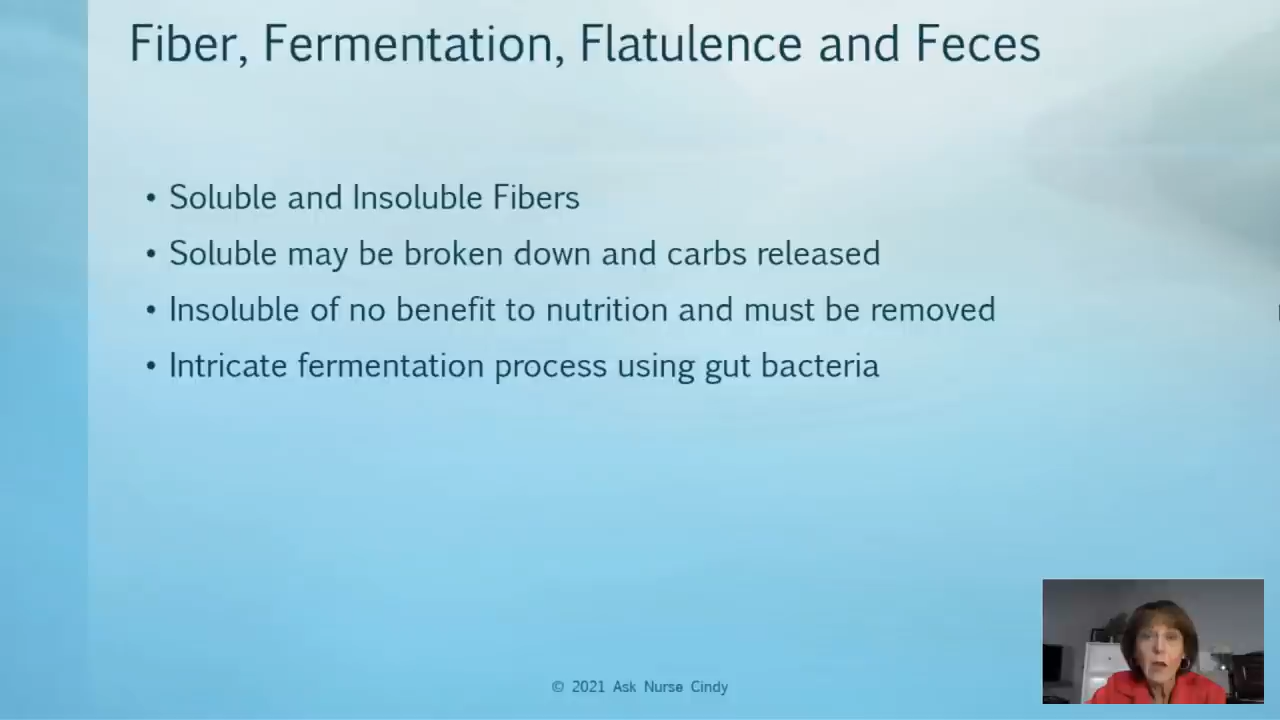 Fiber, Fermentation, Flatulence and Feces
• Soluble and Insoluble Fibers
• Soluble may be broken down and carbs released
• Insoluble of no benefit to nutrition and must be removed
• Intricate fermentation process using gut bacteria
© 2021 Ask Nurse Cindy